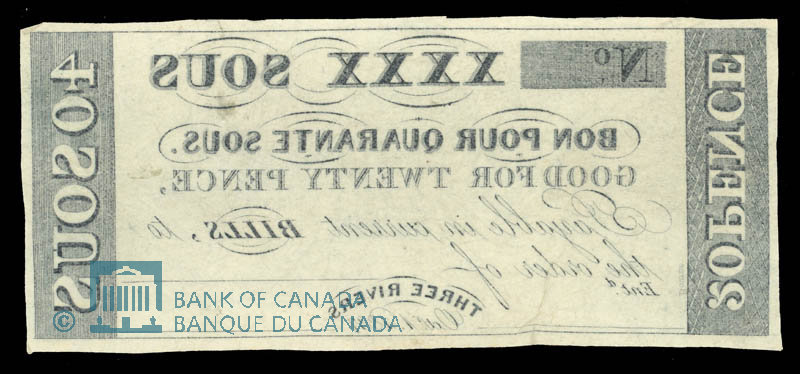 No. XXXX SOUS
BON POUR QUARANTE SOUS.
GOOD FOR TWENTY PENCE,
Payable in current BILLS, to
the order of
Entd
THREE RIVERS
40 SOUS
20 PENCE
© BANK OF CANADA
BANQUE DU CANADA